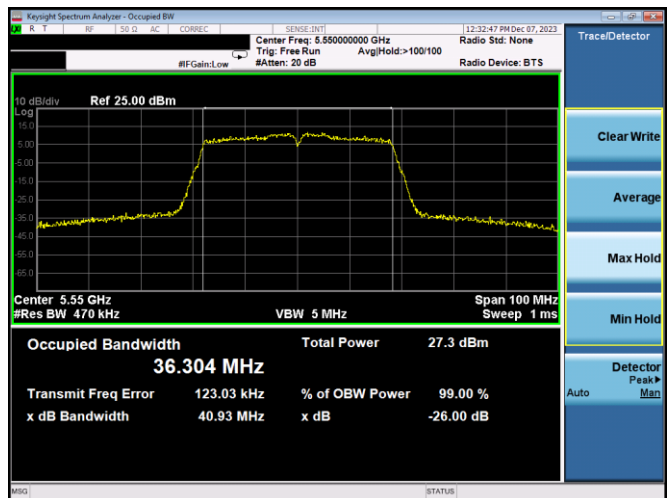 Keysight Spectrum Analyzer - Occupied BW
LXI R T RF 50 Ω AC CORREC SENSE:INT 12:32:47 PM Dec 07, 2023
Center Freq: 5.550000000 GHz Radio Std: None
Trig: Free Run Avg|Hold:>100/100
#IFGain:Low #Atten: 20 dB Radio Device: BTS
Trace/Detector
10 dB/div Ref 25.00 dBm
Log
15.0
5.00
-5.00
-15.0
-25.0
-35.0
-45.0
-55.0
-65.0
Center 5.55 GHz Span 100 MHz
#Res BW 470 kHz VBW 5 MHz Sweep 1 ms
Occupied Bandwidth Total Power 27.3 dBm
36.304 MHz
Transmit Freq Error 123.03 kHz % of OBW Power 99.00 %
x dB Bandwidth 40.93 MHz x dB -26.00 dB
Clear Write
Average
Max Hold
Min Hold
Detector
Peak▶
Auto Man
MSG STATUS